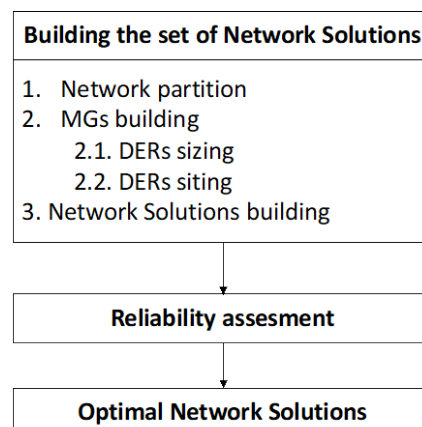 Building the set of Network Solutions
1. Network partition
2. MGs building
2.1. DERs sizing
2.2. DERs siting
3. Network Solutions building
Reliability assesment
Optimal Network Solutions